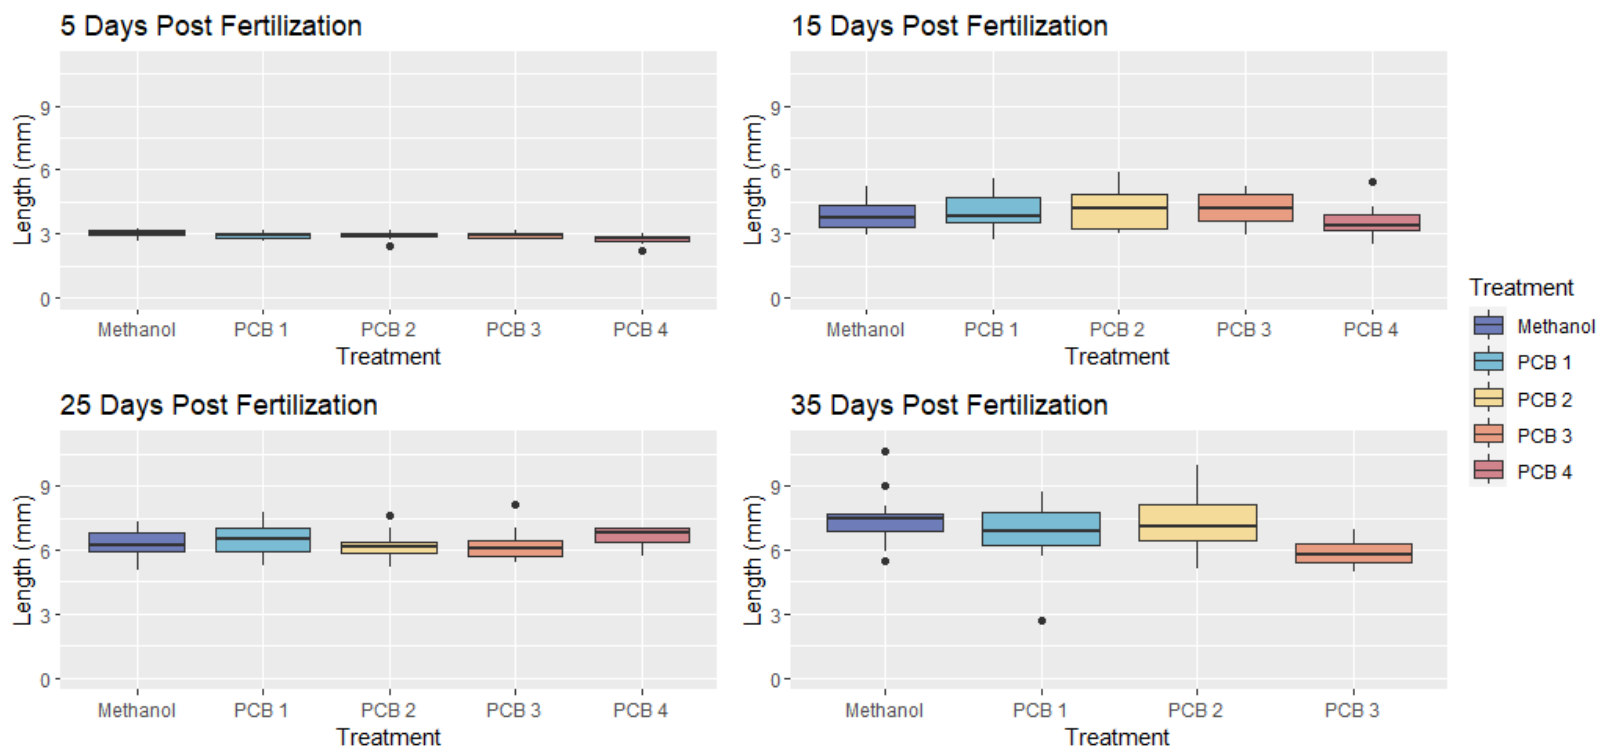 5 Days Post Fertilization
Length (mm)
9
6
3
0
Methanol PCB 1 PCB 2 PCB 3 PCB 4
Treatment
15 Days Post Fertilization
Length (mm)
9
6
3
0
Methanol PCB 1 PCB 2 PCB 3 PCB 4
Treatment
25 Days Post Fertilization
Length (mm)
9
6
3
0
Methanol PCB 1 PCB 2 PCB 3 PCB 4
Treatment
35 Days Post Fertilization
Length (mm)
9
6
3
0
Methanol PCB 1 PCB 2 PCB 3
Treatment
Treatment
Methanol
PCB 1
PCB 2
PCB 3
PCB 4